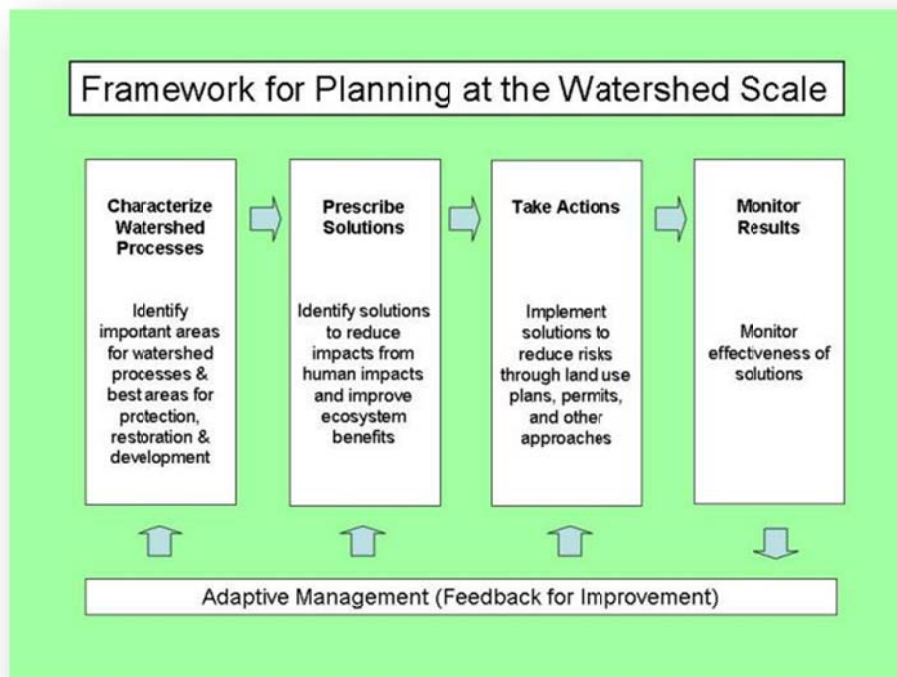 Framework for Planning at the Watershed Scale
Characterize
Watershed
Processes
Identify
important areas
for watershed
processes &
best areas for
protection,
restoration &
development
Prescribe
Solutions
Identify solutions
to reduce
impacts from
human impacts
and improve
ecosystem
benefits
Take Actions
Implement
solutions to
reduce risks
through land use
plans, permits,
and other
approaches
Monitor
Results
Monitor
effectiveness of
solutions
Adaptive Management (Feedback for Improvement)